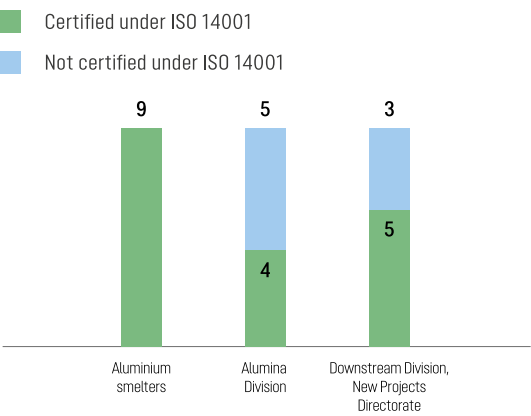 Certified under ISO 14001
Not certified under ISO 14001
9
5
3
4
5
Aluminium
smelters
Alumina
Division
Downstream Division,
New Projects
Directorate